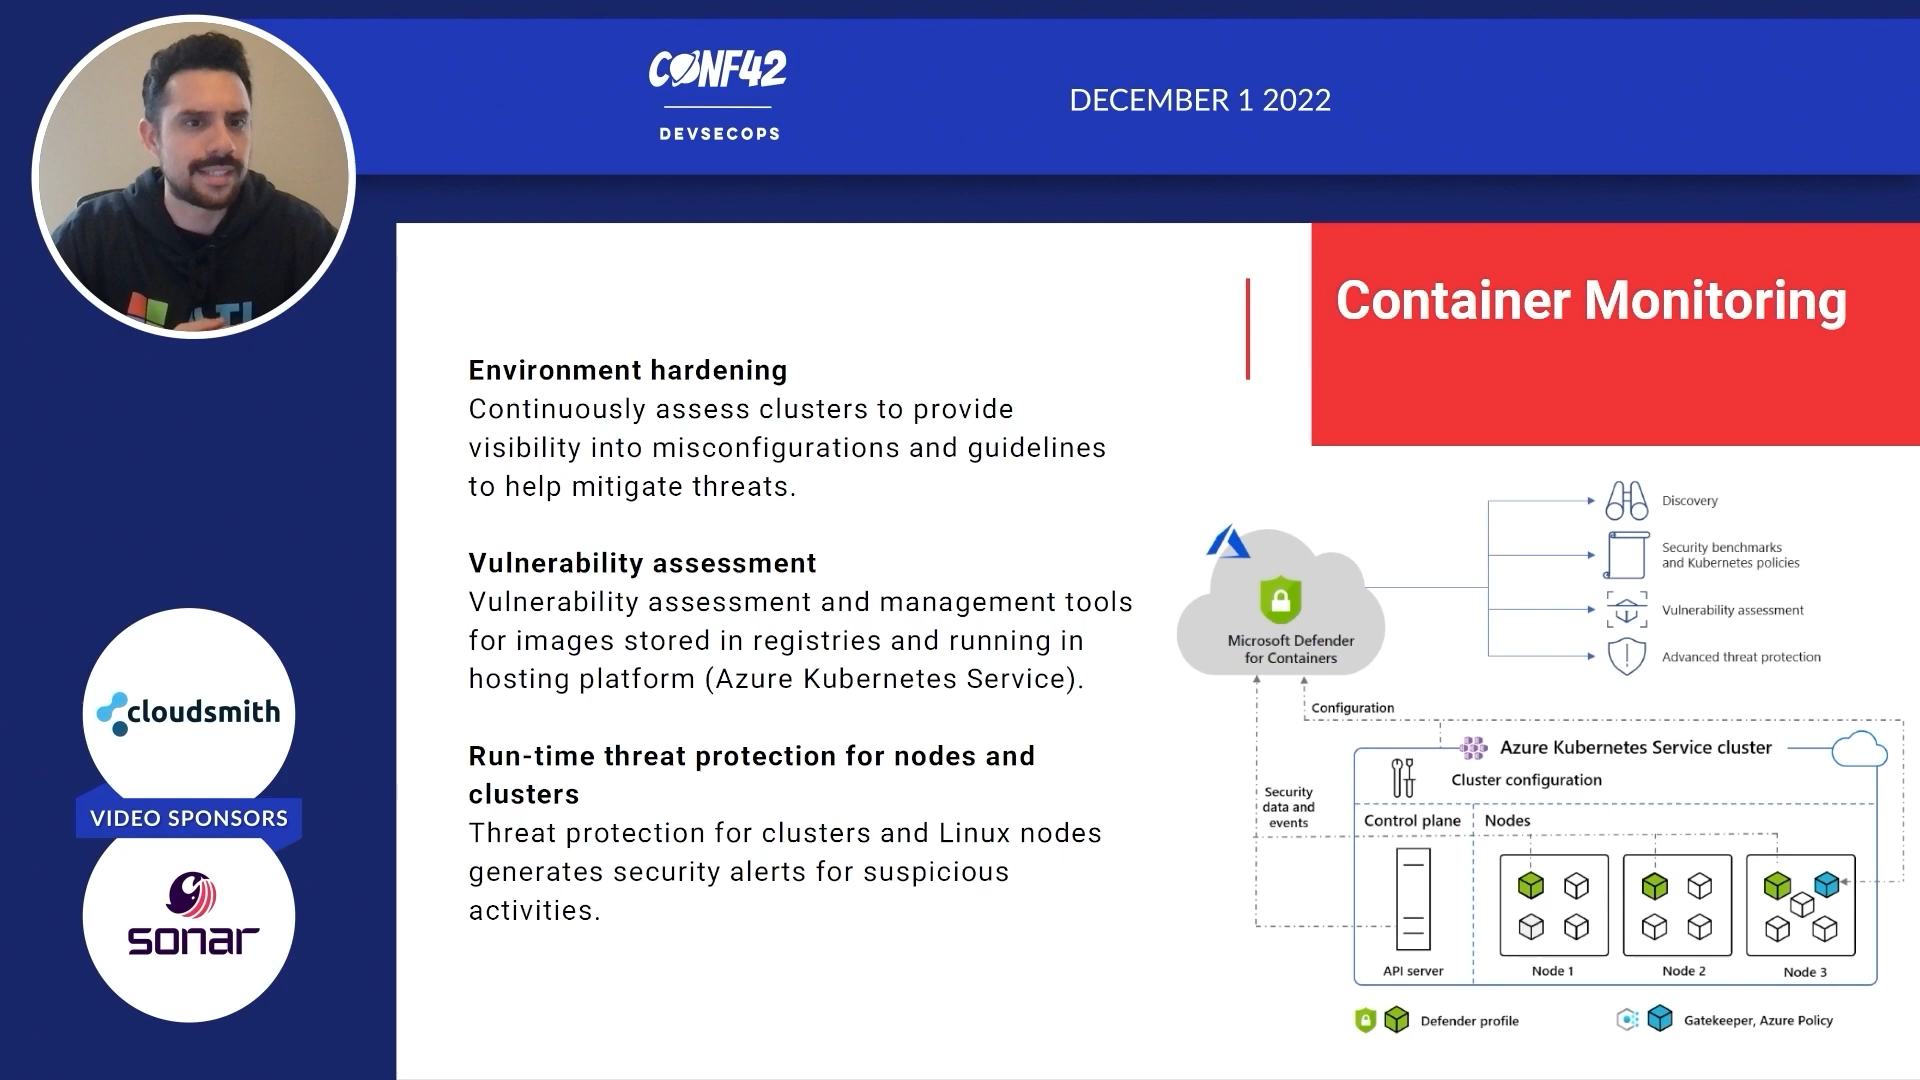 CONF42
DEVSECOPS
DECEMBER 1 2022
Container Monitoring
Environment hardening
Continuously assess clusters to provide
visibility into misconfigurations and guidelines
to help mitigate threats.
Vulnerability assessment
Vulnerability assessment and management tools
for images stored in registries and running in
hosting platform (Azure Kubernetes Service).
Run-time threat protection for nodes and
clusters
Threat protection for clusters and Linux nodes
generates security alerts for suspicious
activities.
Discovery
Security benchmarks
and Kubernetes policies
Vulnerability assessment
Advanced threat protection
Microsoft Defender
for Containers
Configuration
Azure Kubernetes Service cluster
Cluster configuration
Security
data and
events
Control plane
Nodes
API server
Node 1
Node 2
Node 3
Defender profile
Gatekeeper, Azure Policy
cloudsmith
VIDEO SPONSORS
sonar